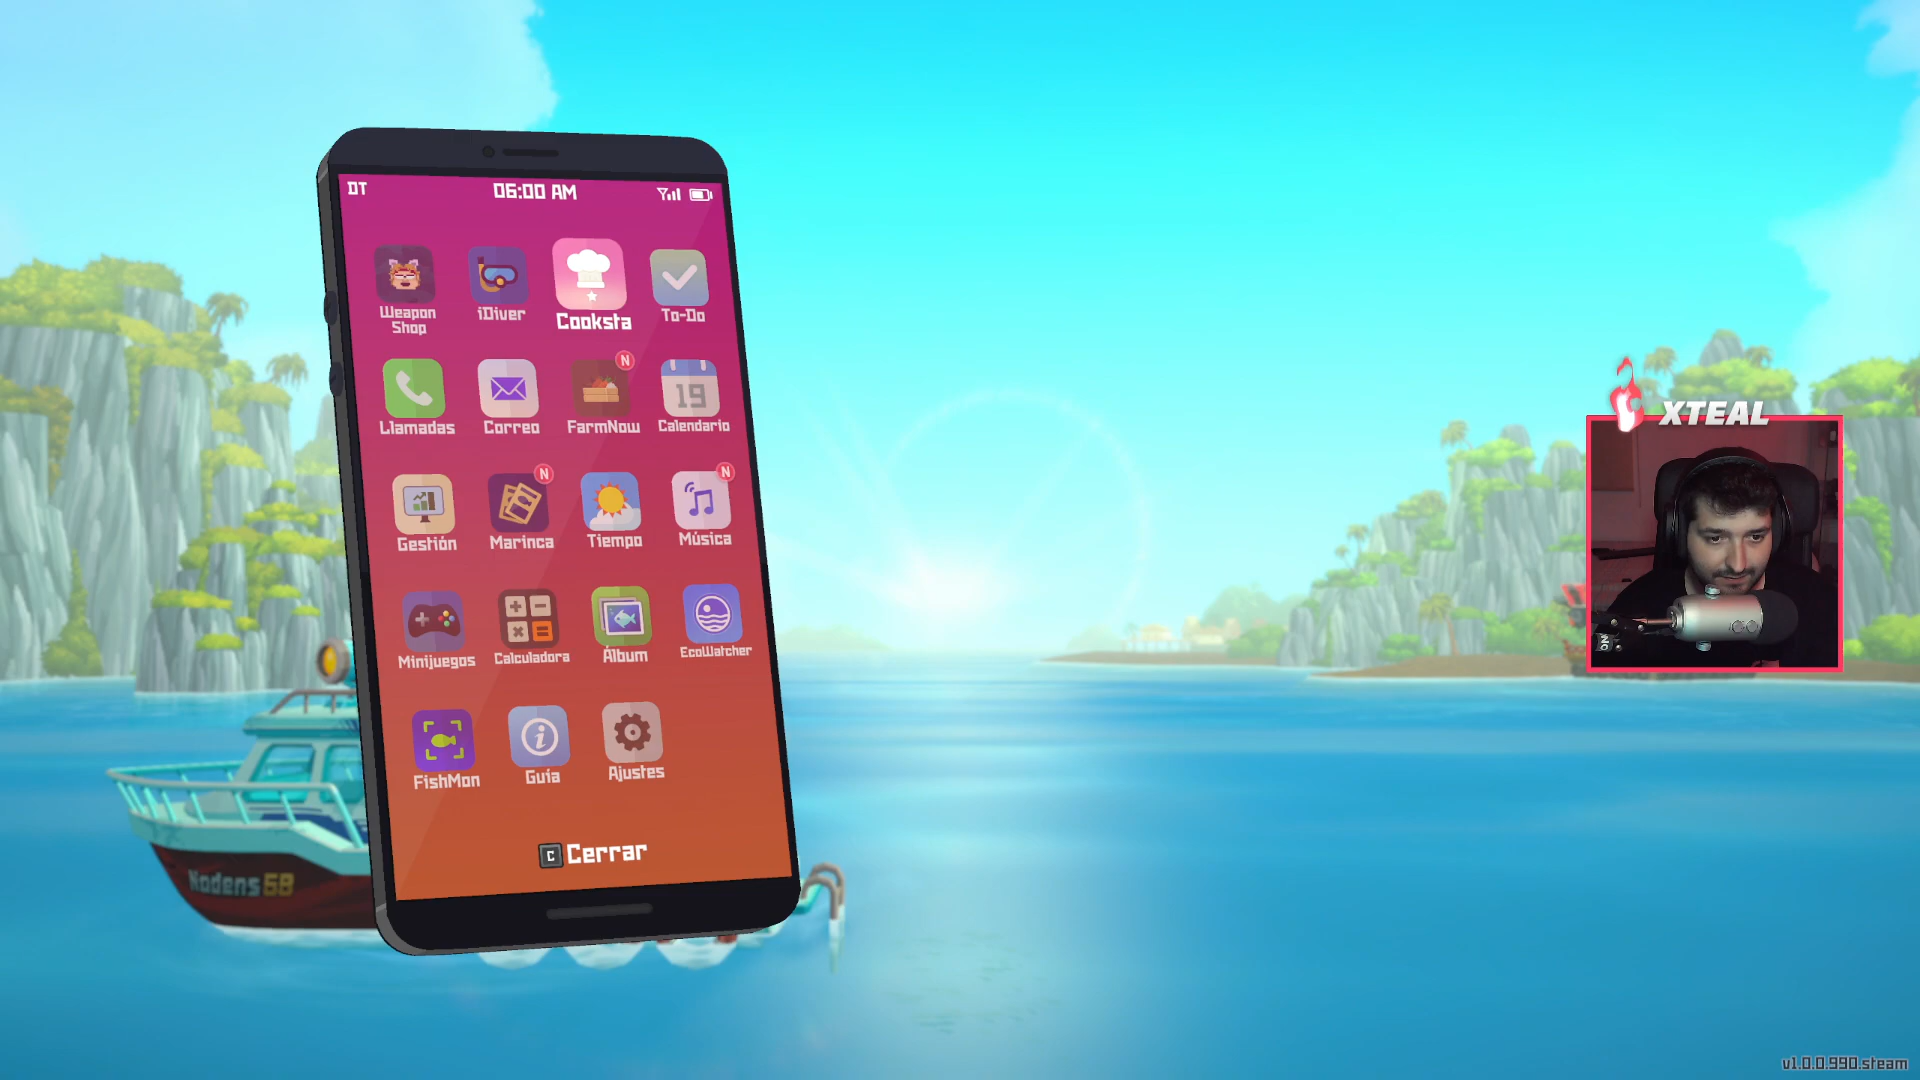 DT
06:00 AM
Weapon
Shop
iDiver
Cooksta
To-Do
Llamadas
Correo
N
FarmNow
19
Calendario
Gestión
N
Marinca
Tiempo
N
Música
Minijuegos
Calculadora
Álbum
EcoWatcher
FishMon
Guía
Ajustes
C Cerrar
Nodens68
XTEAL
v1.0.0.990.steam